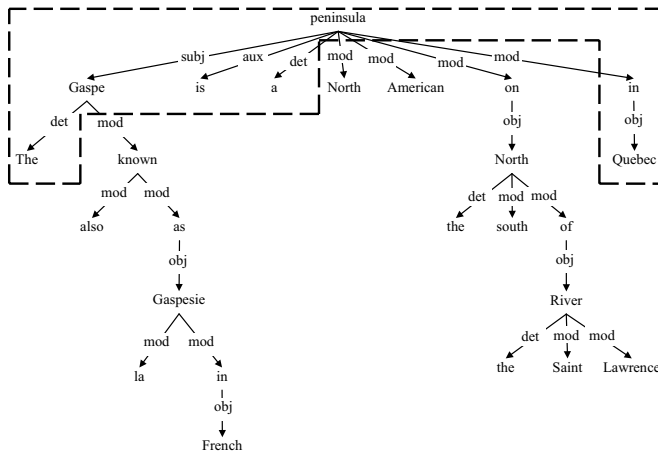 peninsula
subj aux det mod mod mod mod
Gaspe is a North American on in
det mod obj obj
The known North Quebec
mod mod det mod mod
also as the south of
obj obj
Gaspesie River
mod mod det mod mod
la in the Saint Lawrence
obj
French